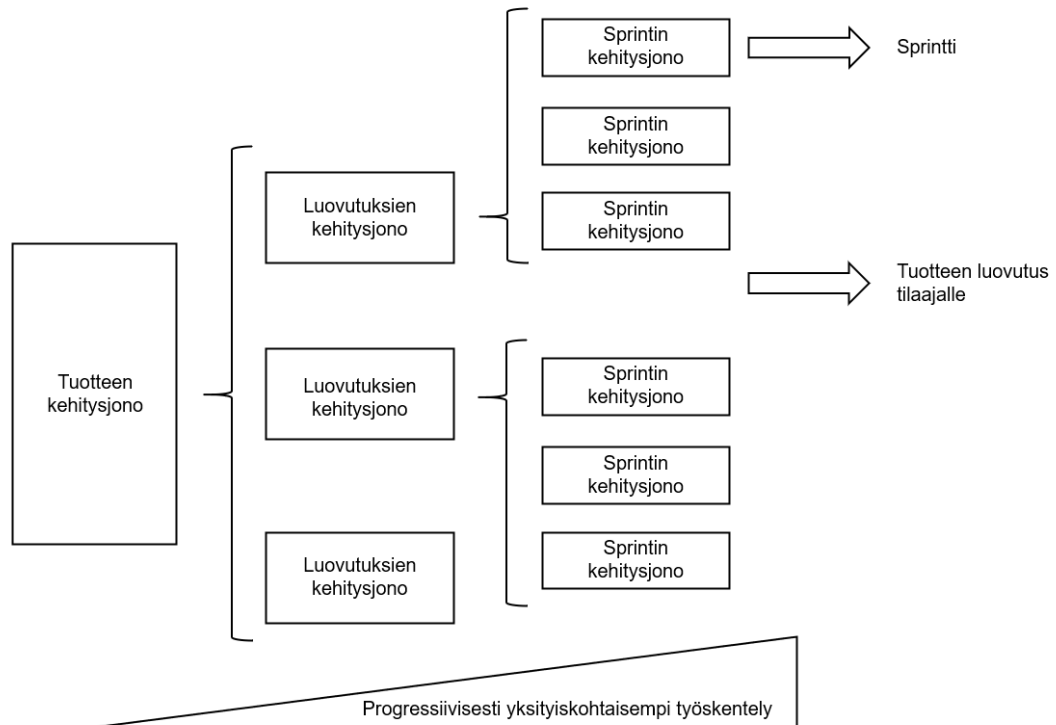 Sprintin
kehitysjono
Sprintti
Sprintin
kehitysjono
Luovutuksien
kehitysjono
Sprintin
kehitysjono
Tuotteen luovutus
tilaajalle
Tuotteen
kehitysjono
Luovutuksien
kehitysjono
Sprintin
kehitysjono
Sprintin
kehitysjono
Luovutuksien
kehitysjono
Sprintin
kehitysjono
Progressiivisesti yksityiskohtaisempi työskentely